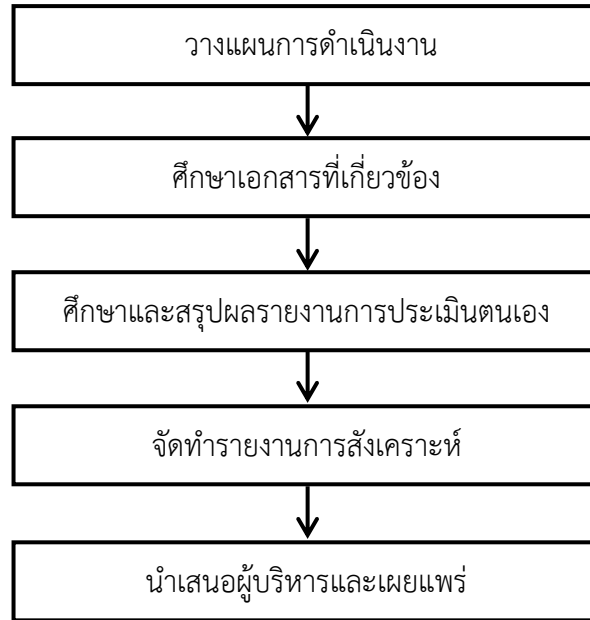 วางแผนการดำเนินงาน
ศึกษาเอกสารที่เกี่ยวข้อง
ศึกษาและสรุปผลรายงานการประเมินตนเอง
จัดทำรายงานการสังเคราะห์
นำเสนอผู้บริหารและเผยแพร่